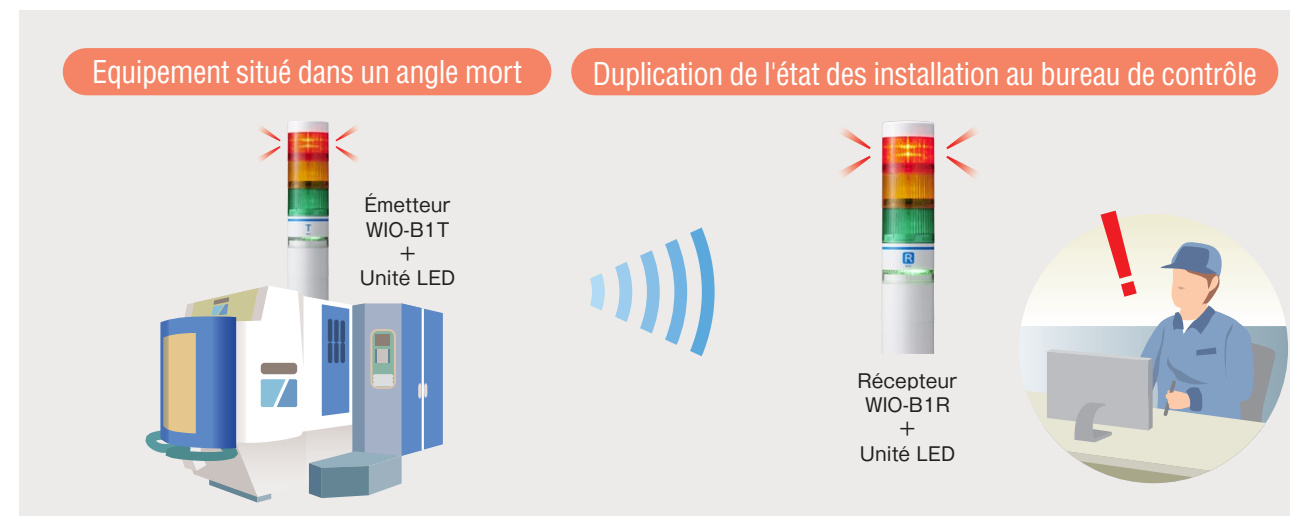 Equipement situé dans un angle mort
Duplication de l'état des installation au bureau de contrôle
Émetteur
WIO-B1T
+
Unité LED
T
R
Récepteur
WIO-B1R
+
Unité LED
!